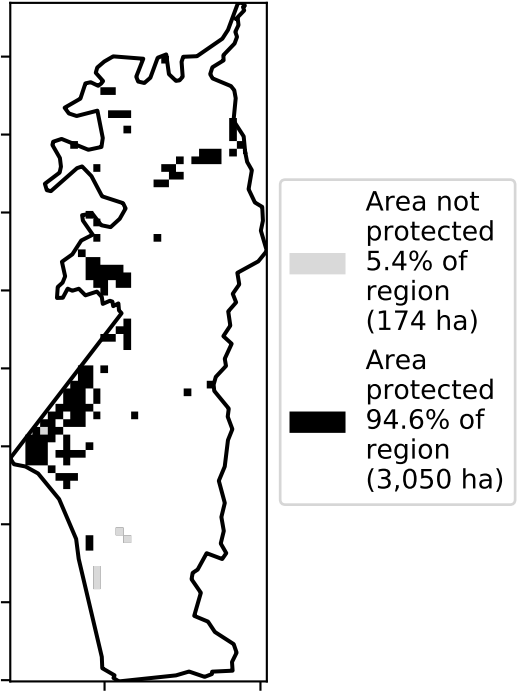 Area not
protected
5.4% of
region
(174 ha)
Area
protected
94.6% of
region
(3,050 ha)